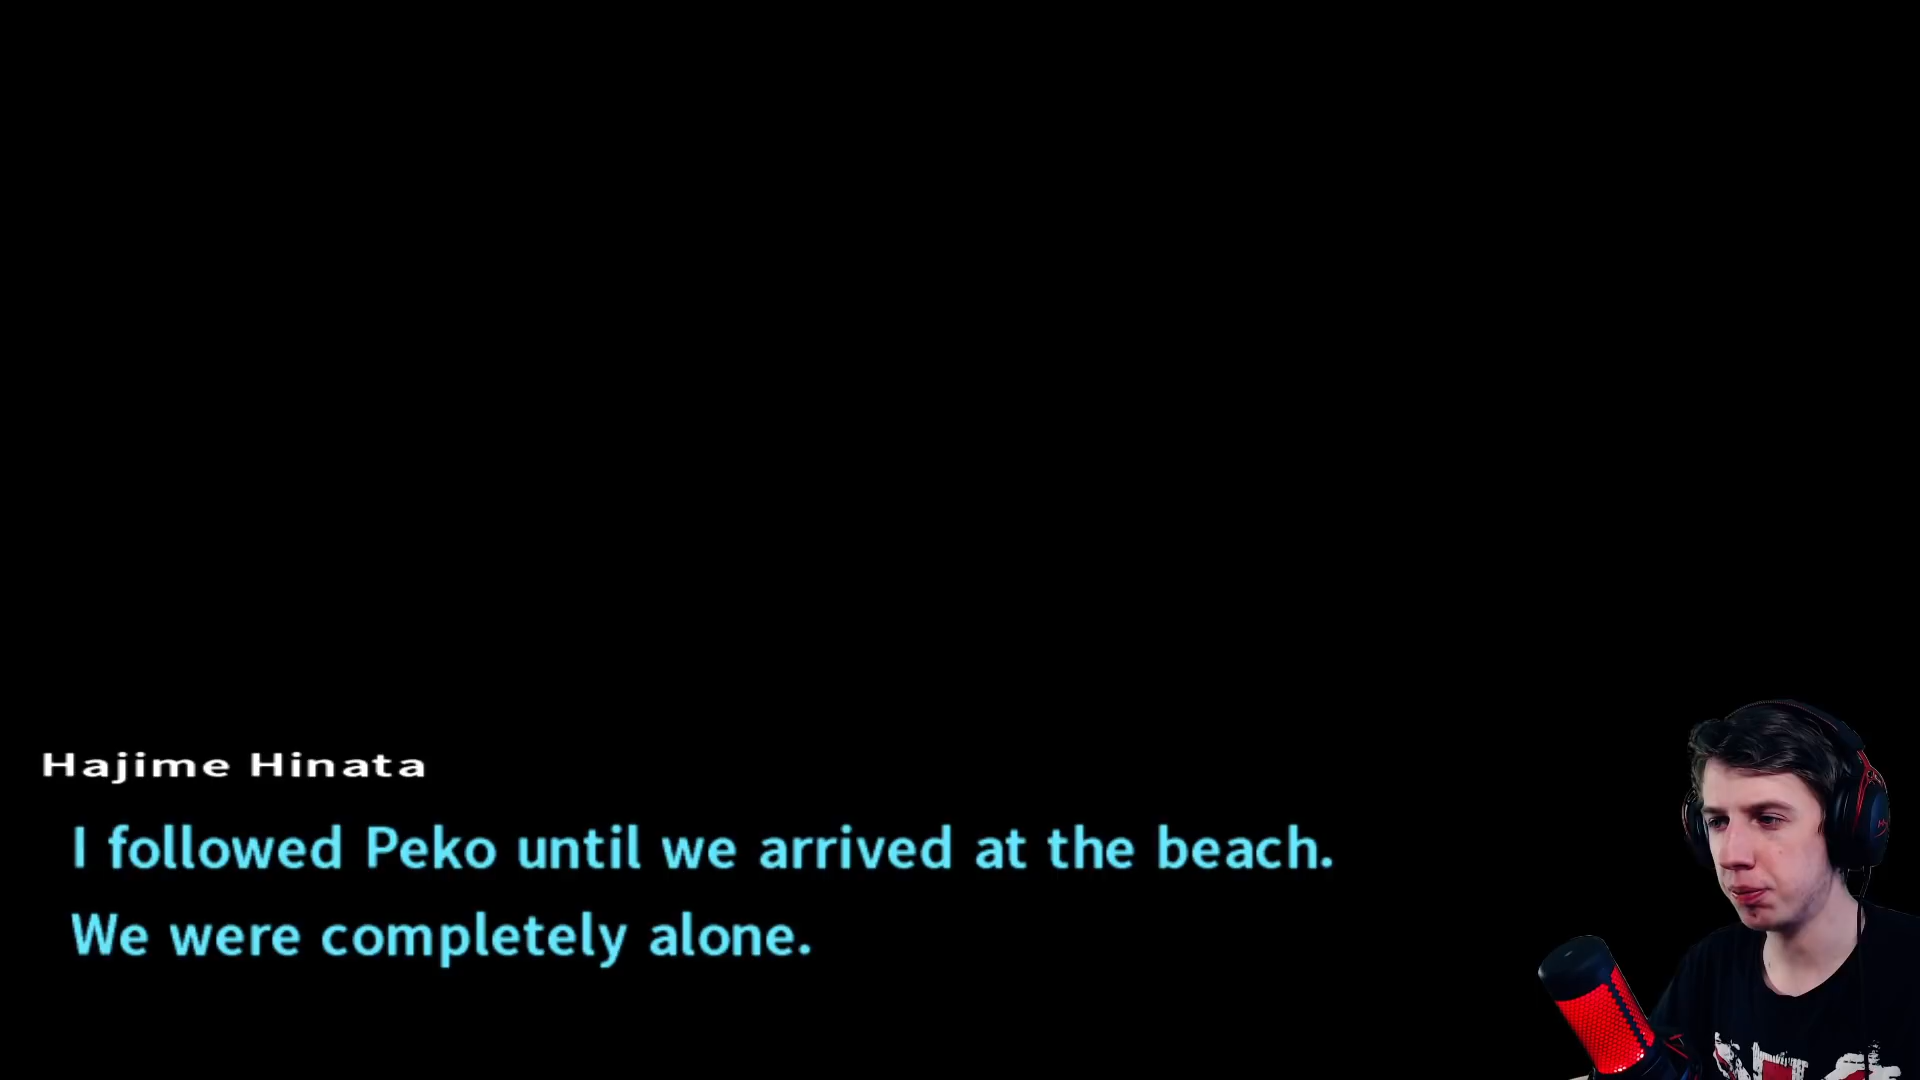 Hajime Hinata
I followed Peko until we arrived at the beach.
We were completely alone.